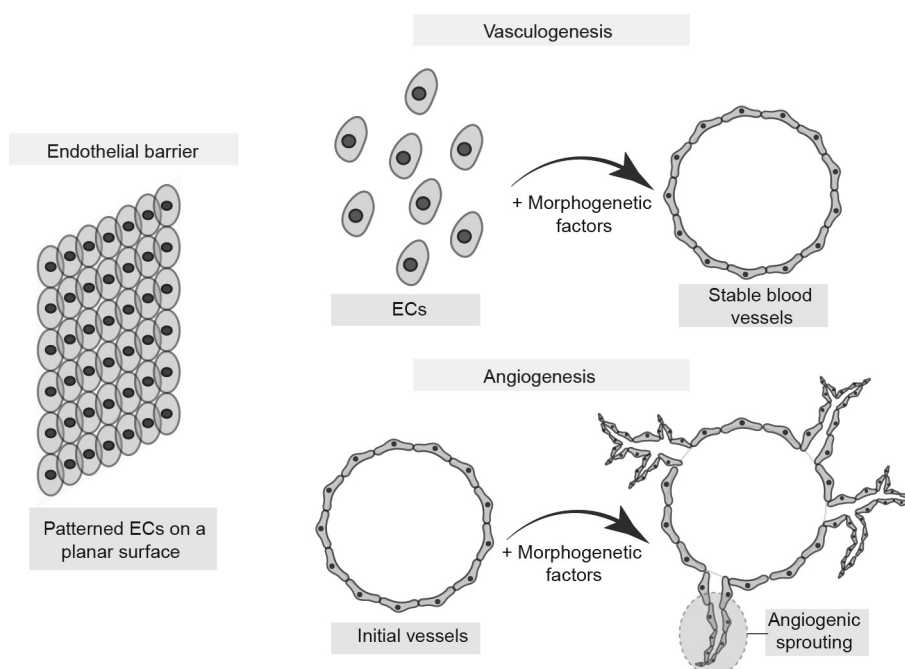 Endothelial barrier
Patterned ECs on a
planar surface
Vasculogenesis
+ Morphogenetic
factors
ECs
Stable blood
vessels
Angiogenesis
+ Morphogenetic
factors
Initial vessels
Angiogenic
sprouting